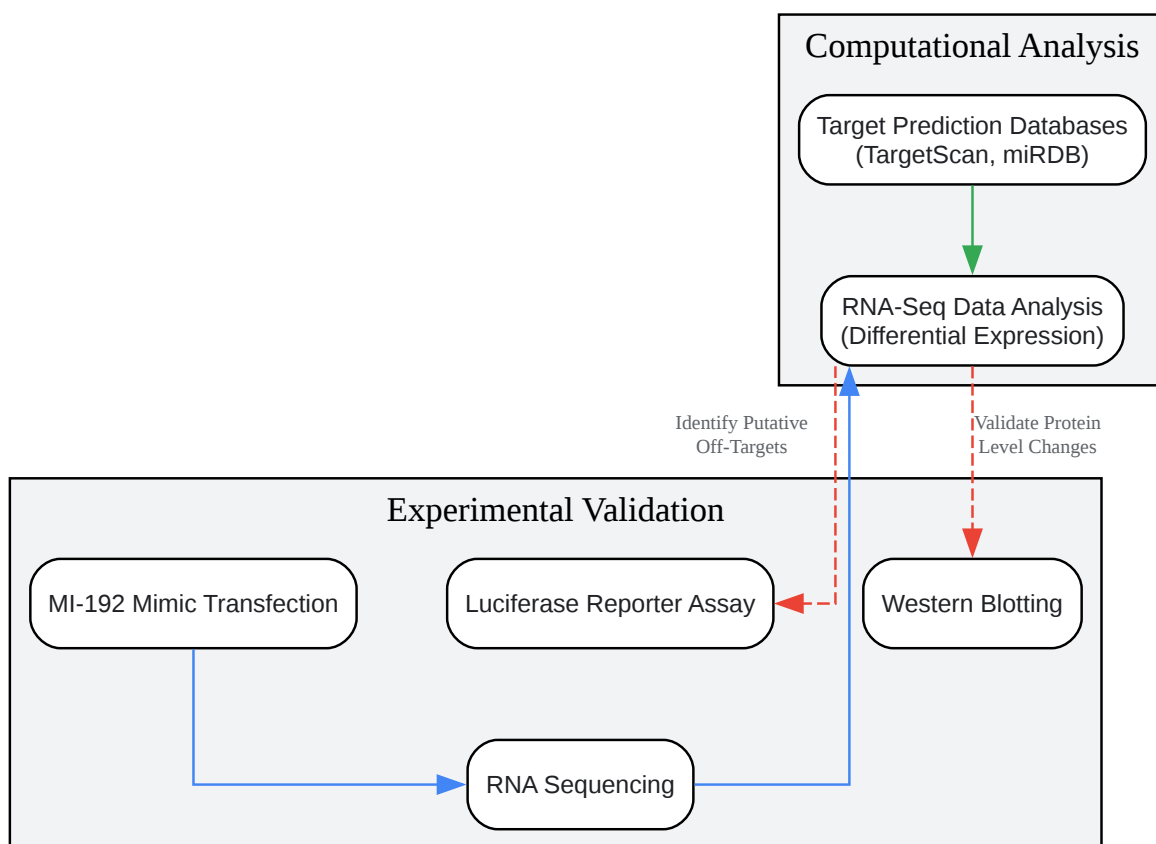 Computational Analysis
Target Prediction Databases
(TargetScan, miRDB)
RNA-Seq Data Analysis
(Differential Expression)
Identify Putative
Off-Targets
Validate Protein
Level Changes
Experimental Validation
MI-192 Mimic Transfection
Luciferase Reporter Assay
Western Blotting
RNA Sequencing